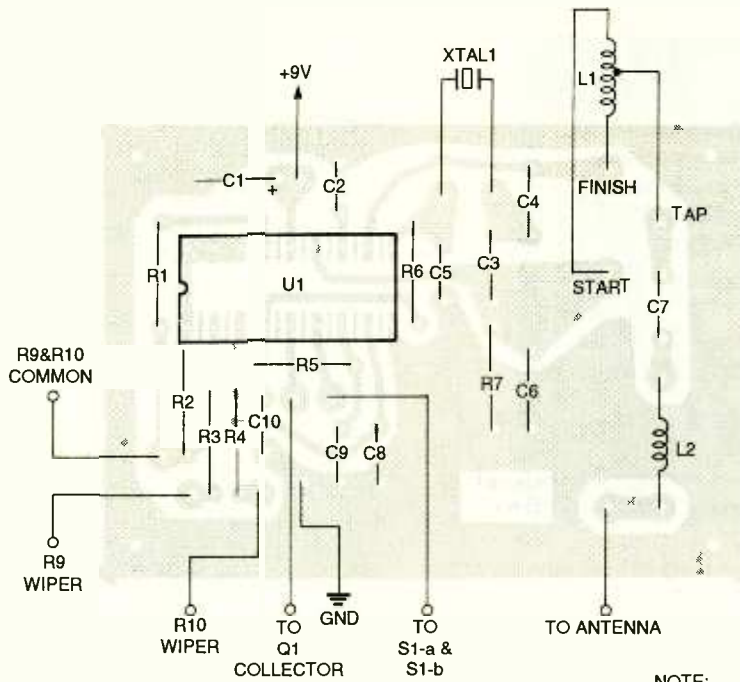 XTAL1
+9V
L1
C1
+
C2
C4
FINISH
TAP
R1
U1
R6
C5
C3
START
C7
R9&R10
COMMON
R5
R2
R3
R4
C10
R7
C6
C9
C8
L2
R9
WIPER
R10
WIPER
TO
Q1
COLLECTOR
GND
TO
S1-a &
S1-b
TO ANTENNA
NOTE: